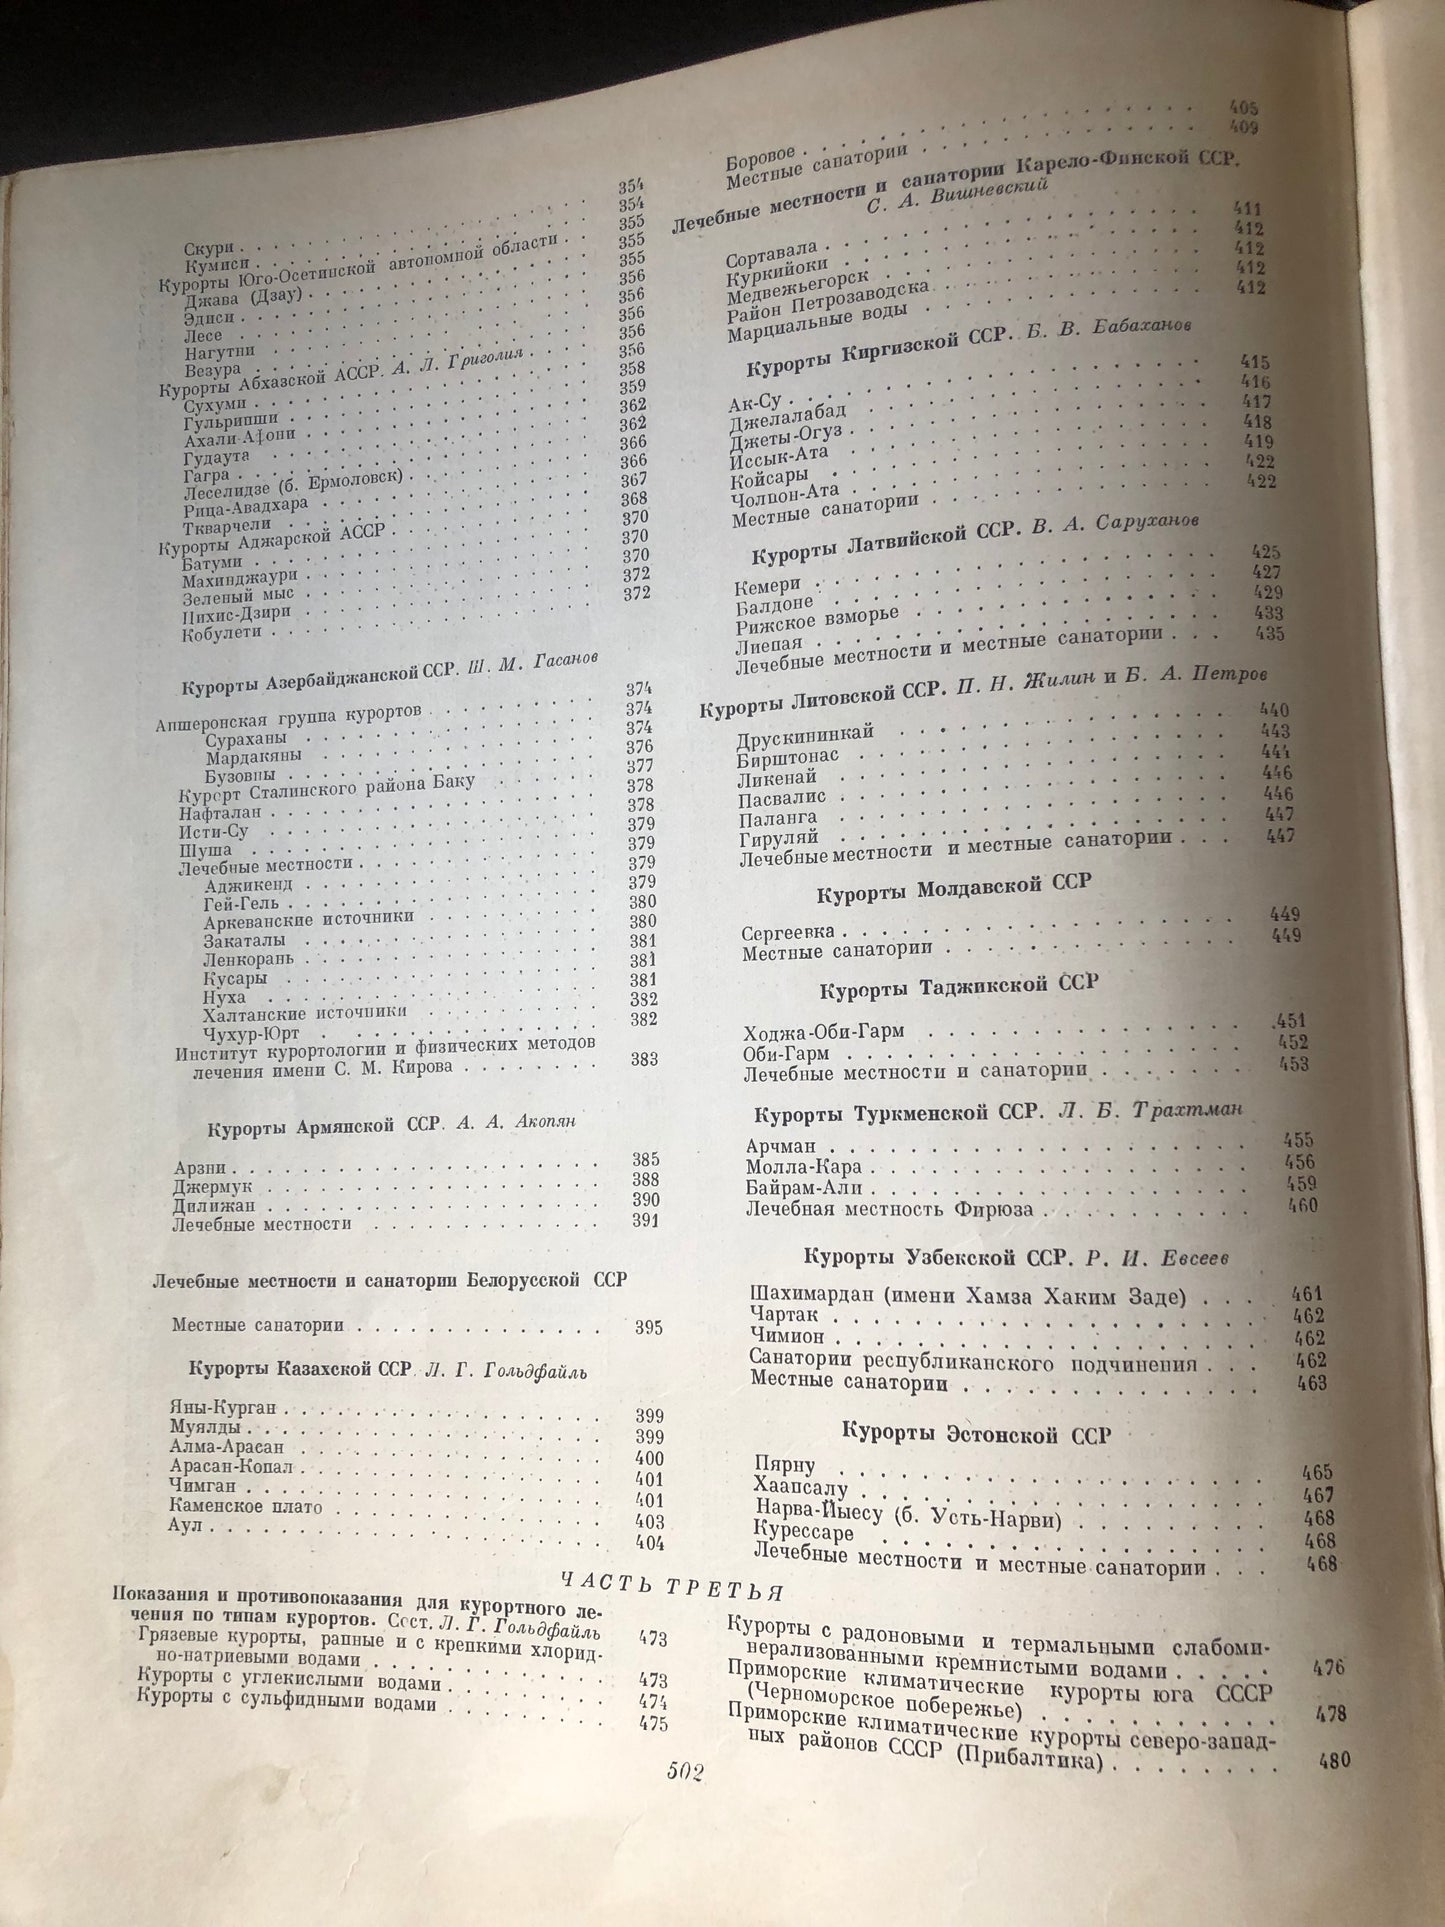 Скури 354
Кумиси 354
Курорты Юго-Осетинской автономной области 355
Джава (Дзау) 355
Эдиси 355
Лесе 356
Нагутни 356
Везура 356
Курорты Абхазской АССР. А. Л. Григолия 356
Сухуми 356
Гульрипши 358
Ахали-Афони 359
Гудаута 362
Гагра 362
Леселидзе (б. Ермоловск) 366
Рица-Авадхара 366
Ткварчели 367
Курорты Аджарской АССР 368
Батуми 370
Махинджаури 370
Зеленый мыс 370
Цихис-Дзири 372
Кобулети 372
Курорты Азербайджанской ССР. Ш. М. Гасанов
Апшеронская группа курортов 374
Сураханы 374
Мардакяны 374
Бузовны 376
Курорт Сталинского района Баку 377
Нафталан 378
Исти-Су 378
Шуша 379
Лечебные местности 379
Аджикенд 379
Гей-Гель 379
Аркеванские источники 380
Закаталы 380
Ленкорань 381
Кусары 381
Нуха 381
Халтанские источники 382
Чухур-Юрт 382
Институт курортологии и физических методов
лечения имени С. М. Кирова 383
Курорты Армянской ССР. А. А. Акопян
Арзни 385
Джермук 388
Дилижан 390
Лечебные местности 391
Лечебные местности и санатории Белорусской ССР
Местные санатории 395
Курорты Казахской ССР. Л. Г. Гольдфайль
Яны-Курган 399
Муялды 399
Алма-Арасан 400
Арасан-Копал 401
Чимган 401
Каменское плато 403
Аул 404
Боровое 405
Местные санатории 409
Лечебные местности и санатории Карело-Финской ССР.
С. А. Вишневский
Сортавала 411
Куркийоки 412
Медвежьегорск 412
Район Петрозаводска 412
Марциальные воды 412
Курорты Киргизской ССР. Б. В. Бабаханов
Ак-Су 415
Джелалабад 416
Джеты-Огуз 417
Иссык-Ата 418
Койсары 419
Чолпон-Ата 422
Местные санатории 422
Курорты Латвийской ССР. В. А. Саруханов
Кемери 425
Балдоне 427
Рижское взморье 429
Лиепая 433
Лечебные местности и местные санатории 435
Курорты Литовской ССР. П. Н. Жилин и Б. А. Петров
Друскининкай 440
Бирштонас 443
Ликенай 444
Пасвалис 446
Паланга 446
Гируляй 447
Лечебные местности и местные санатории 447
Курорты Молдавской ССР
Сергеевка 449
Местные санатории 449
Курорты Таджикской ССР
Ходжа-Оби-Гарм 451
Оби-Гарм 452
Лечебные местности и санатории 453
Курорты Туркменской ССР. Л. Б. Трахтман
Арчман 455
Молла-Кара 456
Байрам-Али 459
Лечебная местность Фирюза 460
Курорты Узбекской ССР. Р. И. Евсеев
Шахимардан (имени Хамза Хаким Заде) 461
Чартак 462
Чимион 462
Санатории республиканского подчинения 462
Местные санатории 463
Курорты Эстонской ССР
Пярну 465
Хаапсалу 467
Нарва-Йыесу (б. Усть-Нарви) 468
Курессаре 468
Лечебные местности и местные санатории 468
ЧАСТЬ ТРЕТЬЯ
Показания и противопоказания для курортного ле-
чения по типам курортов. Сост. Л. Г. Гольдфайль 473
Грязевые курорты, рапные и с крепкими хлорид-
но-натриевыми водами 473
Курорты с углекислыми водами 474
Курорты с сульфидными водами 475
Курорты с радоновыми и термальными слабоми-
нерализованными кремнистыми водами 476
Приморские климатические курорты юга СССР
(Черноморское побережье) 478
Приморские климатические курорты северо-запад-
ных районов СССР (Прибалтика) 480
502